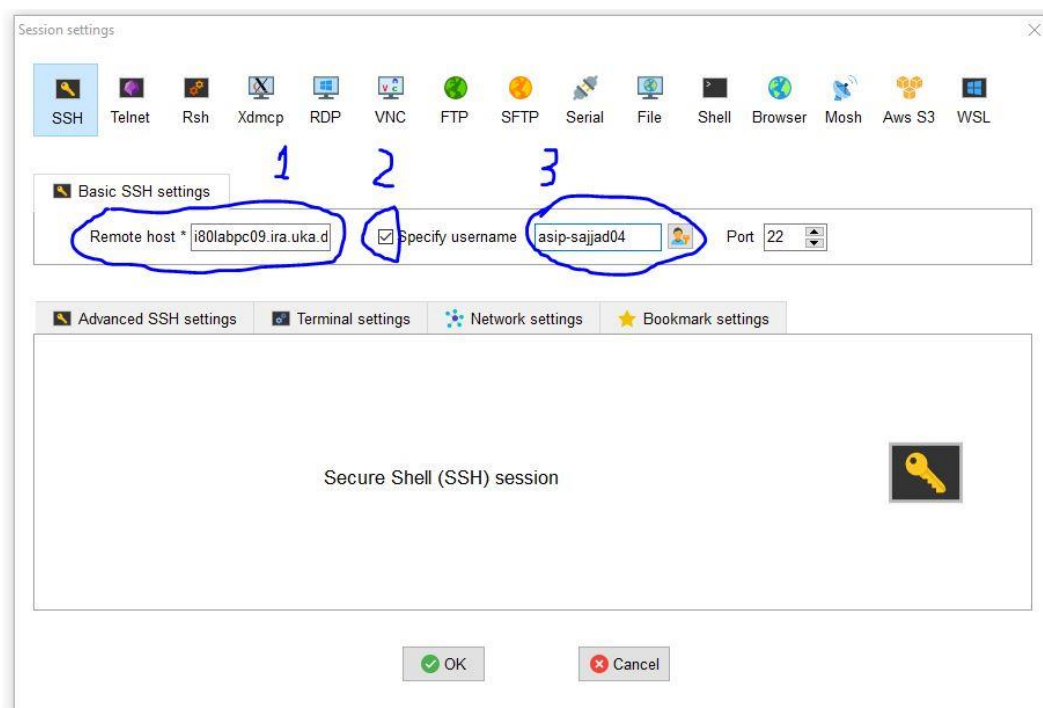 Session settings
SSH Telnet Rsh Xdmcp RDP VNC FTP SFTP Serial File Shell Browser Mosh Aws S3 WSL
1 2 3
Basic SSH settings
Remote host * i80labpc09.ira.uka.d Specify username asip-sajjad04 Port 22
Advanced SSH settings Terminal settings Network settings Bookmark settings
Secure Shell (SSH) session
OK Cancel